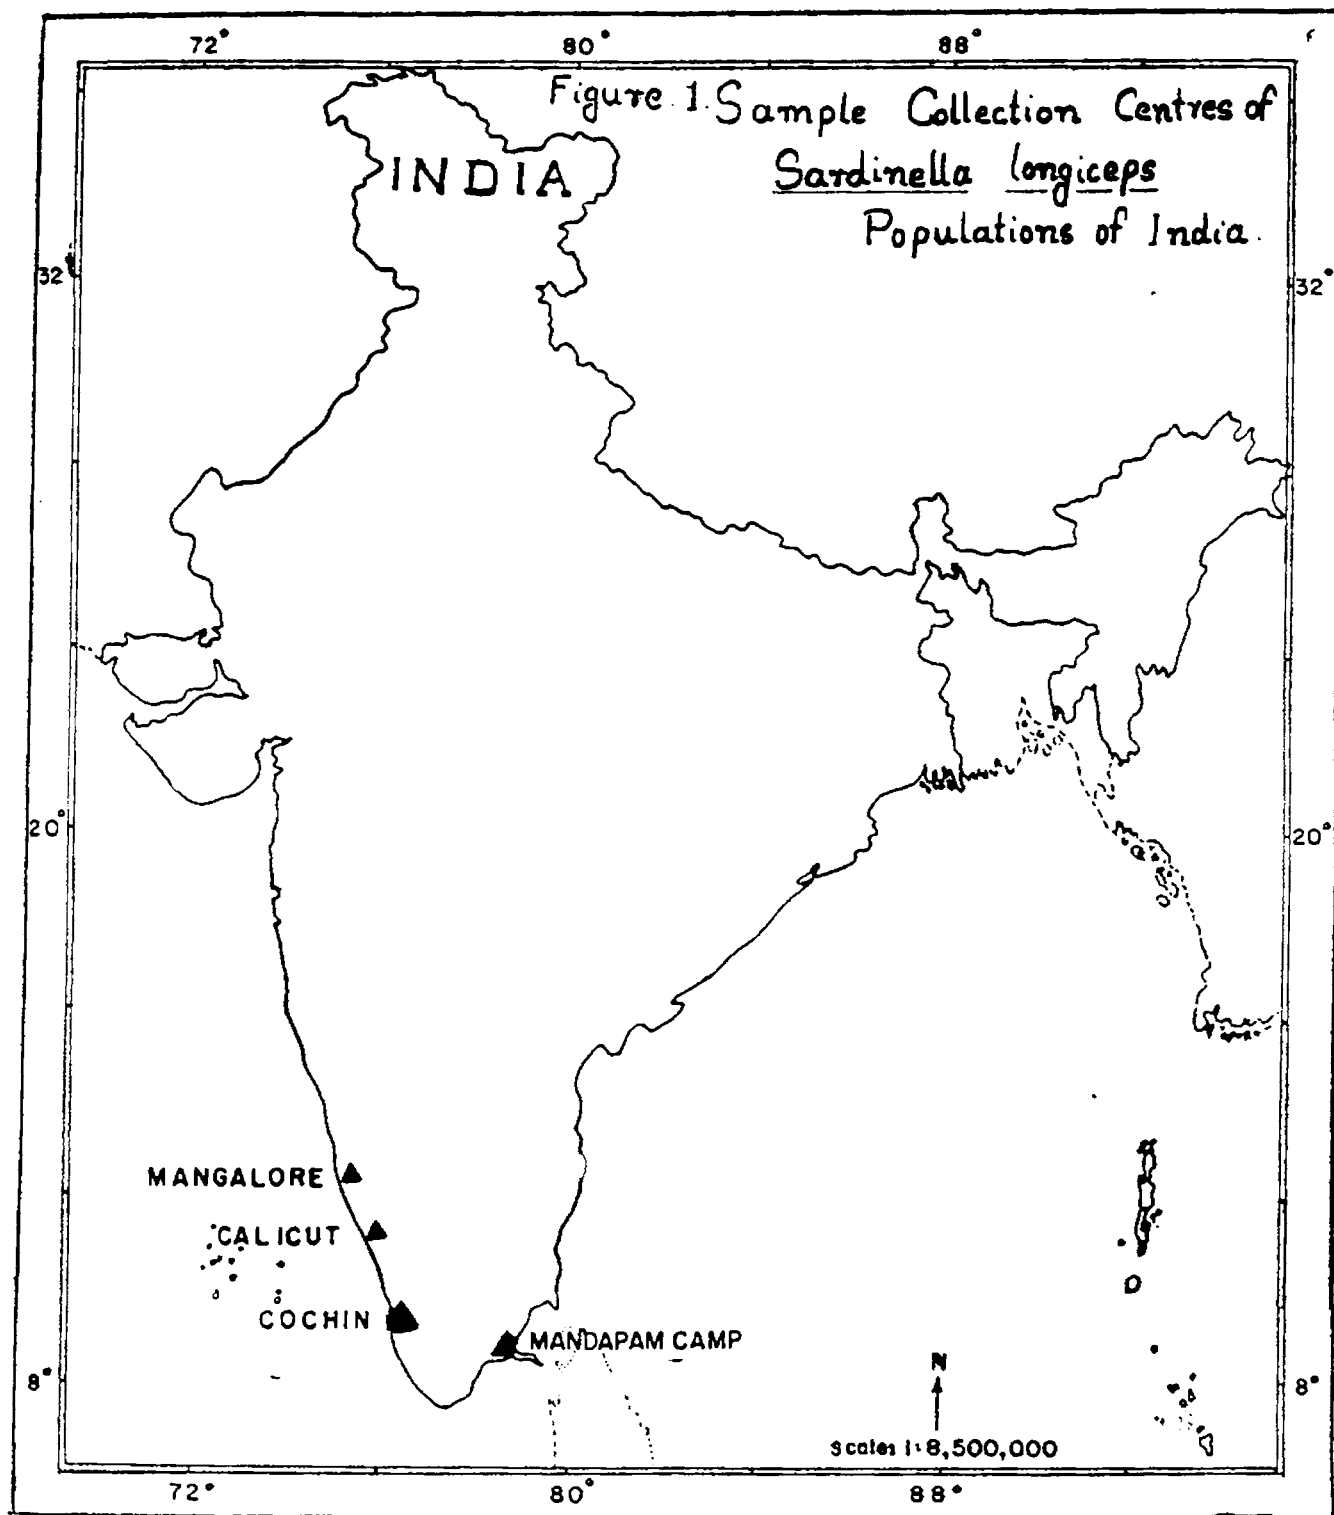 72° 80° 88°
Figure 1. Sample Collection Centres of
INDIA Sardinella longiceps
Populations of India.
32° 32°
20° 20°
MANGALORE
CALICUT
COCHIN
MANDAPAM CAMP
N
8° 8°
Scale: 1:8,500,000
72° 80° 88°